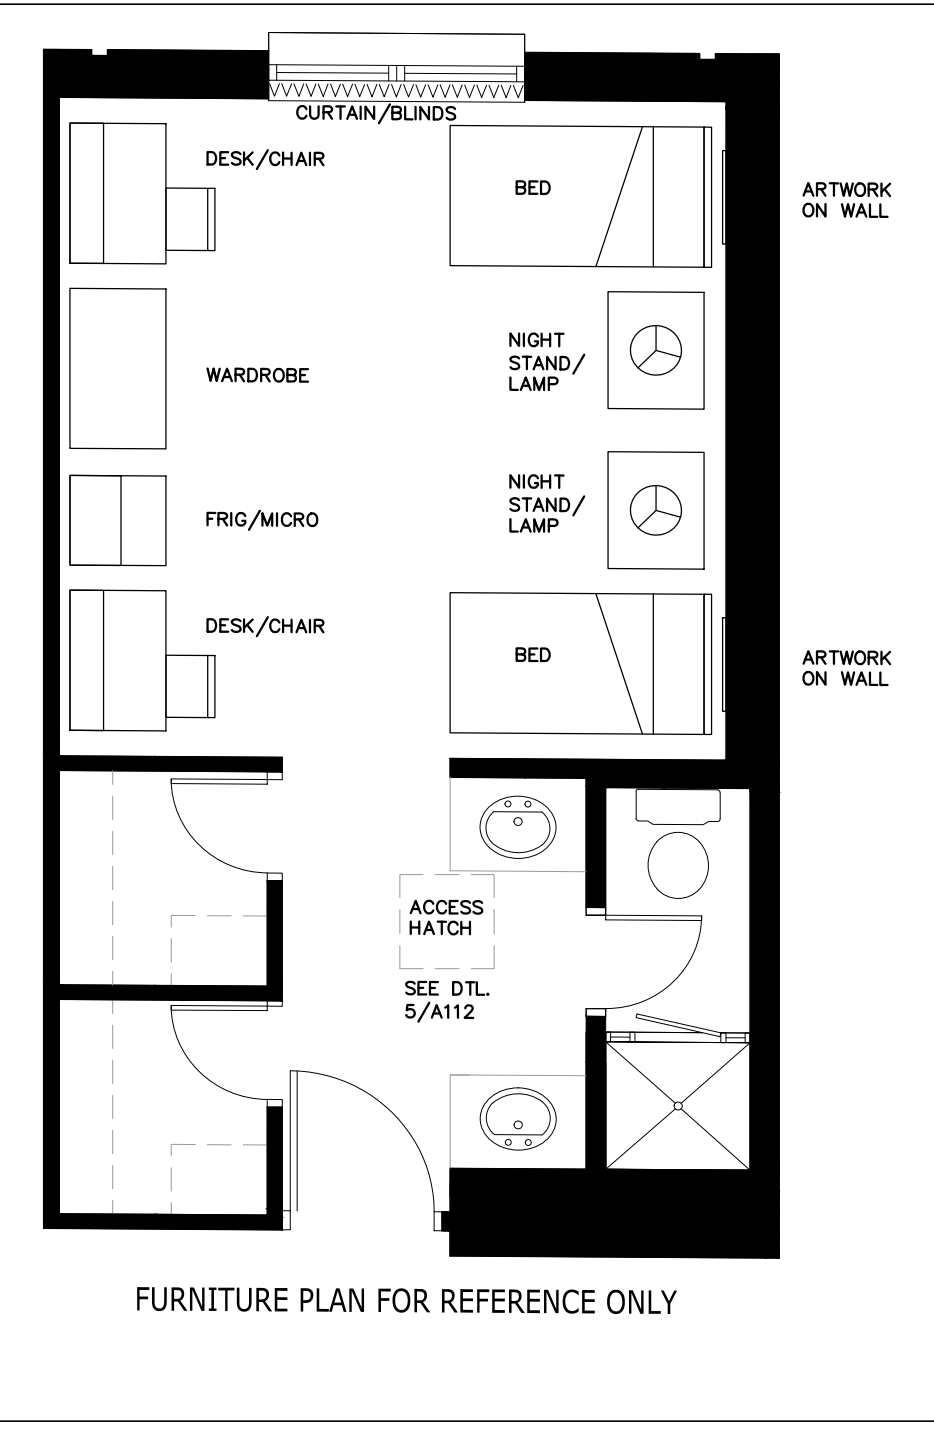 CURTAIN/BLINDS
DESK/CHAIR
BED
ARTWORK
ON WALL
NIGHT
STAND/
LAMP
WARDROBE
NIGHT
STAND/
LAMP
FRIG/MICRO
DESK/CHAIR
BED
ARTWORK
ON WALL
ACCESS
HATCH
SEE DTL.
5/A112
FURNITURE PLAN FOR REFERENCE ONLY